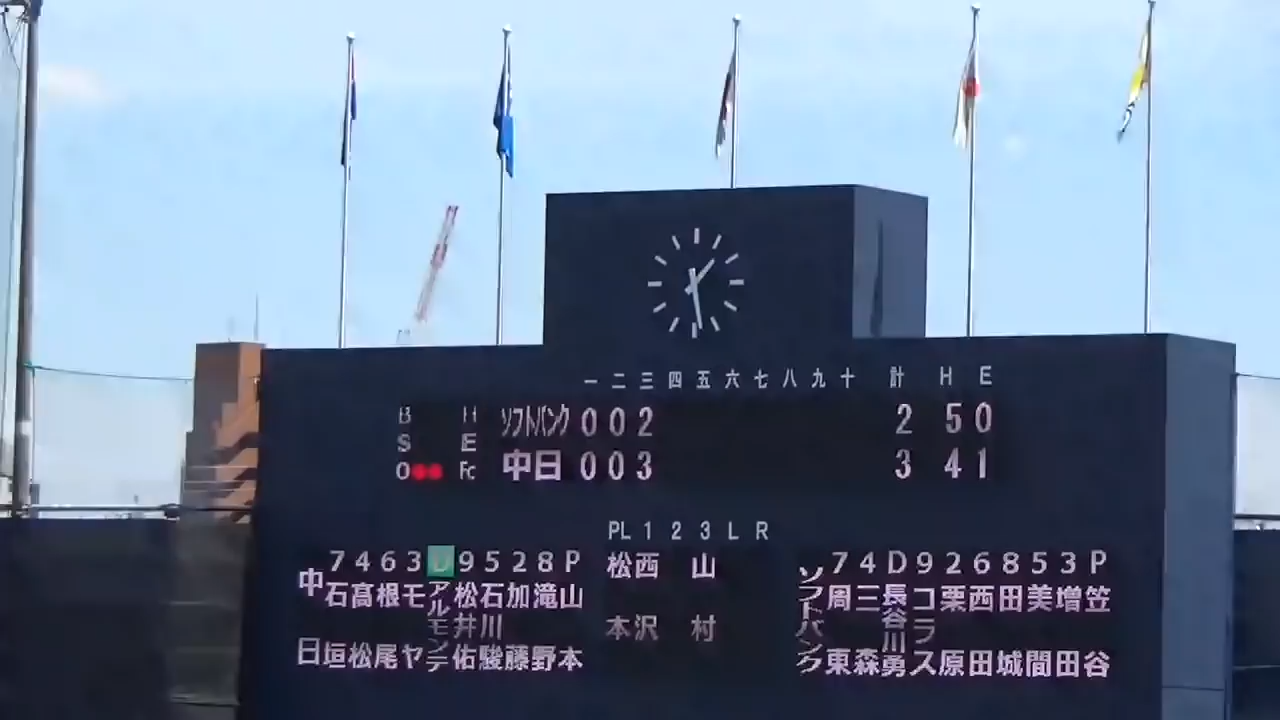 一 二 三 四 五 六 七 八 九 十 計 H E
B H ソフトバンク 0 0 2 2 5 0
S E
O Fc 中日 0 0 3 3 4 1
PL 1 2 3 L R
7 4 6 3 D 9 5 2 8 P
中日
石垣
髙松
根尾
モヤ
アルモンテ
松井佑
石川駿
加藤
滝野
山本
松本
西沢
山村
7 4 D 9 2 6 8 5 3 P
ソフトバンク
周東
三森
長谷川勇
コラス
栗原
西田
田城
美間
増田
笠谷